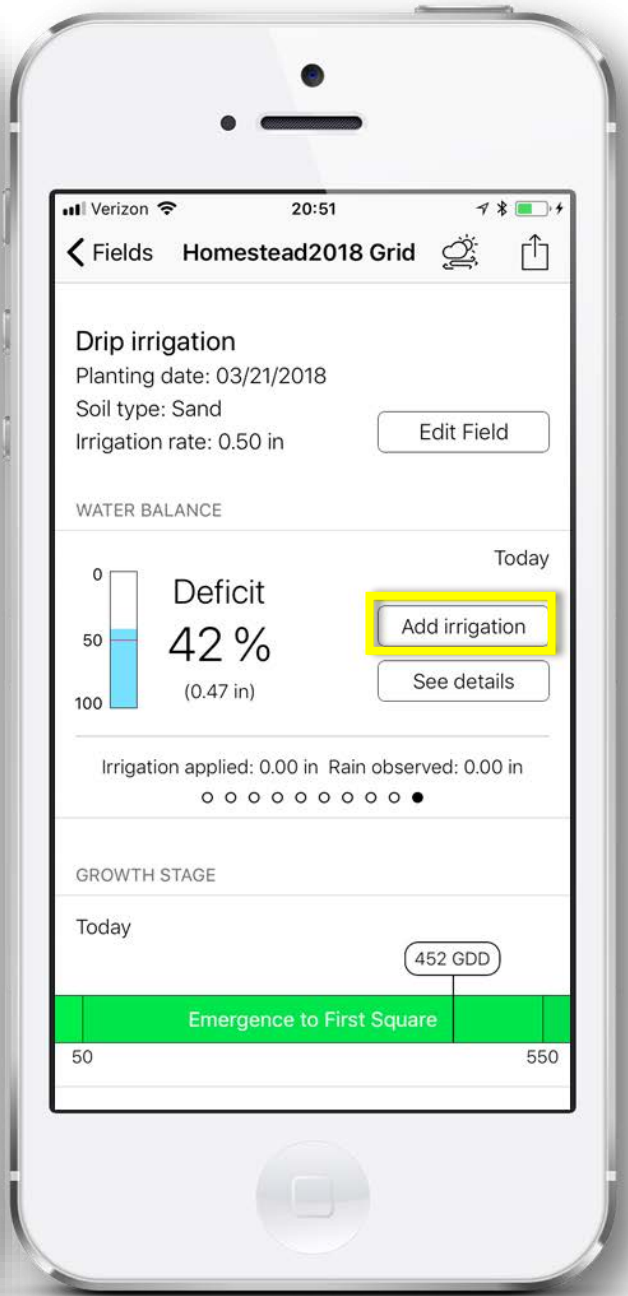 Verizon 20:51
Fields Homestead2018 Grid
Drip irrigation
Planting date: 03/21/2018
Soil type: Sand
Irrigation rate: 0.50 in
Edit Field
WATER BALANCE
Today
0
50
100
Deficit
42 %
(0.47 in)
Add irrigation
See details
Irrigation applied: 0.00 in Rain observed: 0.00 in
GROWTH STAGE
Today
452 GDD
Emergence to First Square
50 550